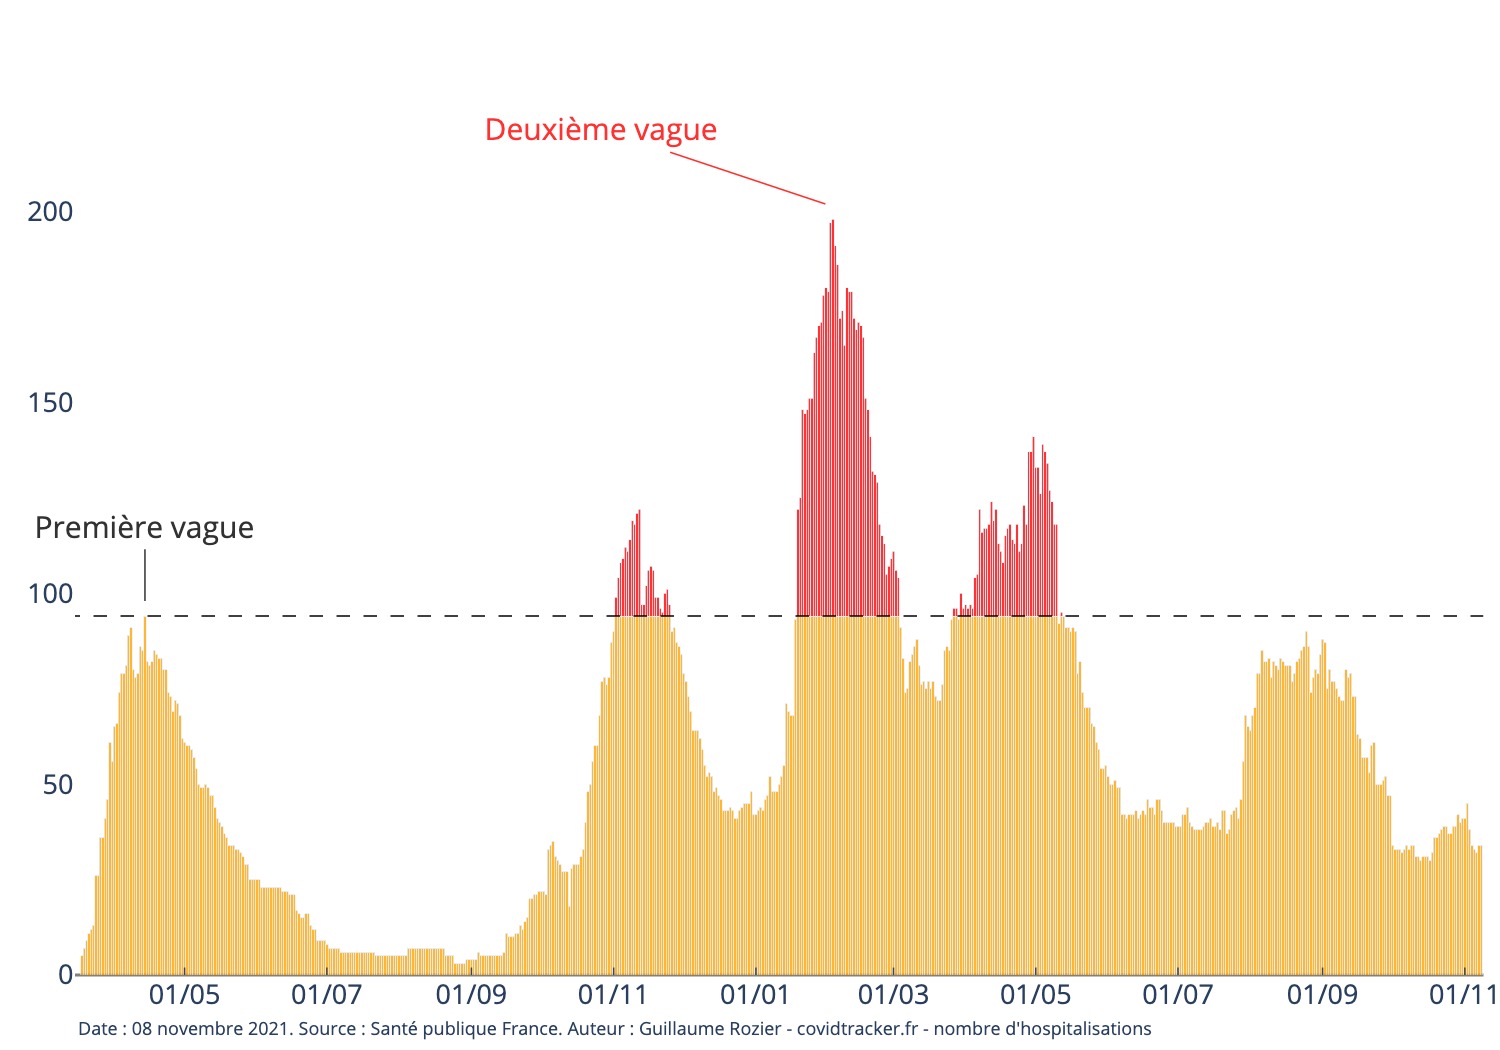 Deuxième vague
200
150
Première vague
100
50
0
01/05 01/07 01/09 01/11 01/01 01/03 01/05 01/07 01/09 01/11
Date : 08 novembre 2021. Source : Santé publique France. Auteur : Guillaume Rozier - covidtracker.fr - nombre d'hospitalisations